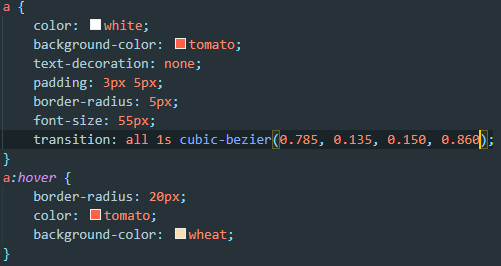 a {
    color: white;
    background-color: tomato;
    text-decoration: none;
    padding: 3px 5px;
    border-radius: 5px;
    font-size: 55px;
    transition: all 1s cubic-bezier(0.785, 0.135, 0.150, 0.860);
}
a:hover {
    border-radius: 20px;
    color: tomato;
    background-color: wheat;
}